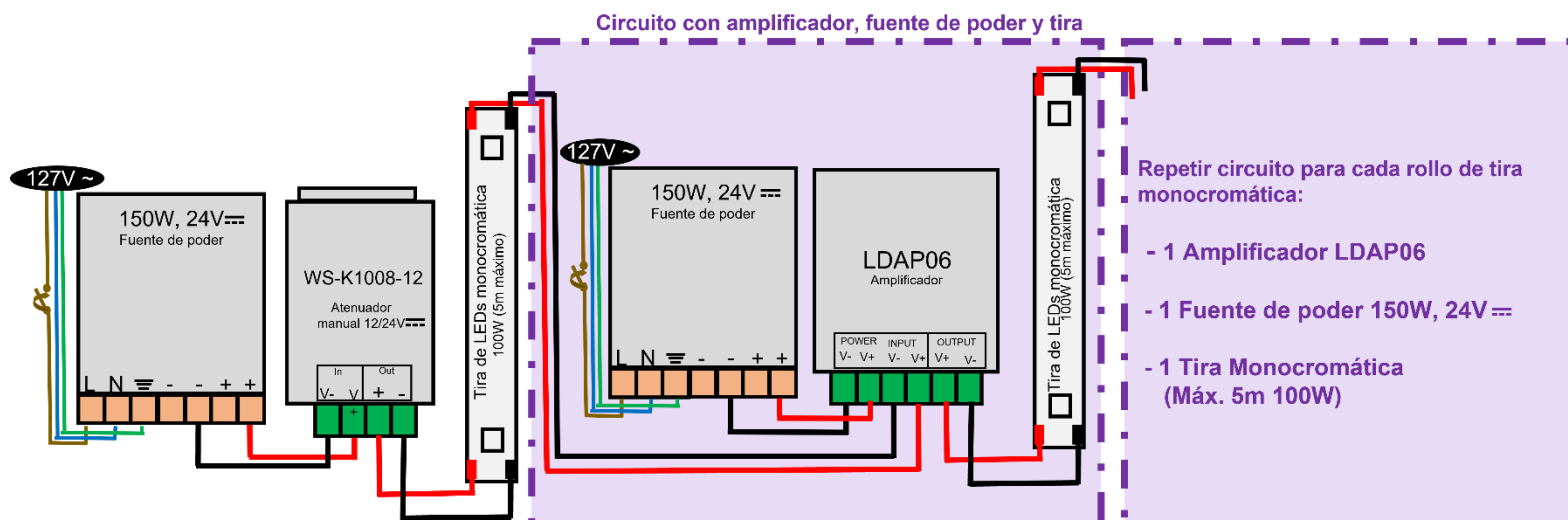 Circuito con amplificador, fuente de poder y tira
127V ~
150W, 24V
Fuente de poder
L N - - + +
WS-K1008-12
Atenuador
manual 12/24V
In Out
V- V + -
+
Tira de LEDs monocromática
100W (5m máximo)
127V ~
150W, 24V
Fuente de poder
L N - - + +
LDAP06
Amplificador
POWER INPUT OUTPUT
V- V+ V- V+ V+ V-
Tira de LEDs monocromática
100W (5m máximo)
Repetir circuito para cada rollo de tira
monocromática:
- 1 Amplificador LDAP06
- 1 Fuente de poder 150W, 24V
- 1 Tira Monocromática
(Máx. 5m 100W)